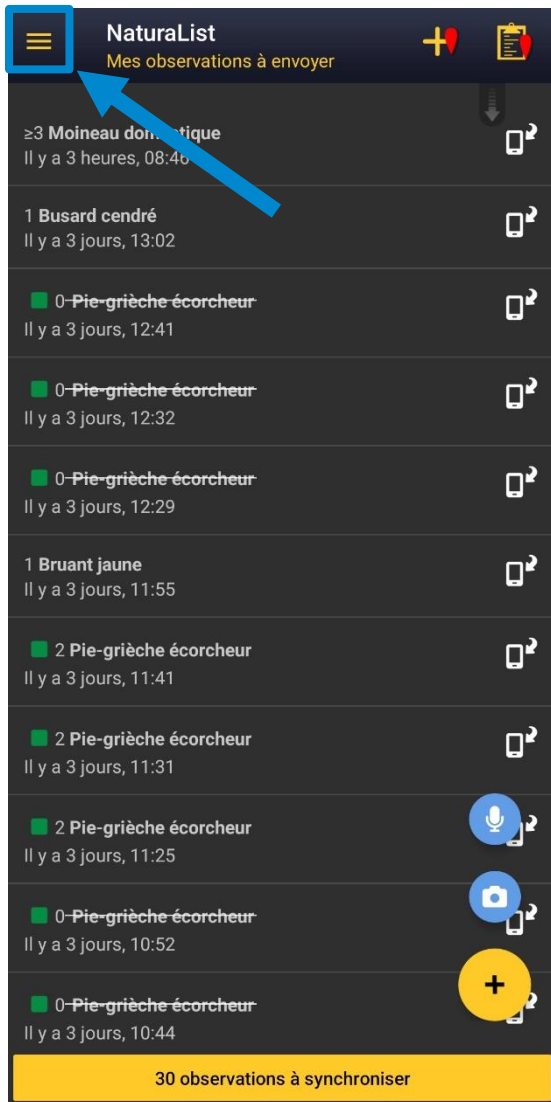 NaturaList
Mes observations à envoyer
≥3 Moineau domestique
Il y a 3 heures, 08:46
1 Busard cendré
Il y a 3 jours, 13:02
0 Pie-grièche écorcheur
Il y a 3 jours, 12:41
0 Pie-grièche écorcheur
Il y a 3 jours, 12:32
0 Pie-grièche écorcheur
Il y a 3 jours, 12:29
1 Bruant jaune
Il y a 3 jours, 11:55
2 Pie-grièche écorcheur
Il y a 3 jours, 11:41
2 Pie-grièche écorcheur
Il y a 3 jours, 11:31
2 Pie-grièche écorcheur
Il y a 3 jours, 11:25
0 Pie-grièche écorcheur
Il y a 3 jours, 10:52
0 Pie-grièche écorcheur
Il y a 3 jours, 10:44
30 observations à synchroniser